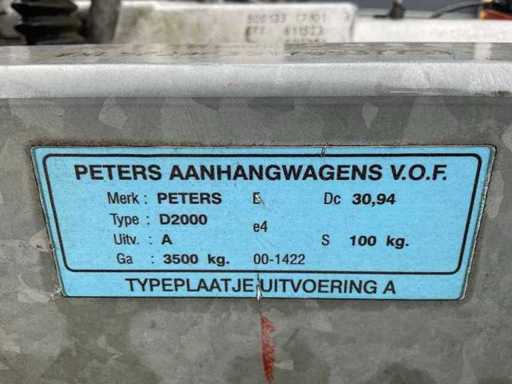 PETERS AANHANGWAGENS V.O.F.
Merk : PETERS E Dc 30,94
Type : D2000 e4
Uitv. : A S 100 kg.
Ga : 3500 kg. 00-1422
TYPEPLAATJE UITVOERING A